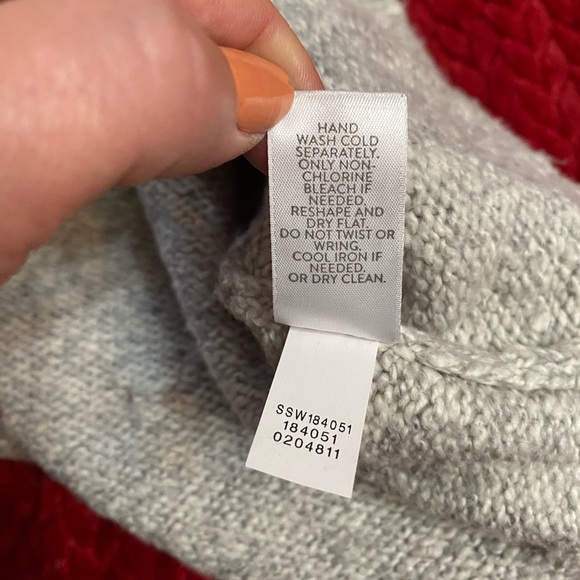 HAND
WASH COLD
SEPARATELY.
ONLY NON-
CHLORINE
BLEACH IF
NEEDED.
RESHAPE AND
DRY FLAT.
DO NOT TWIST OR
WRING.
COOL IRON IF
NEEDED.
OR DRY CLEAN.
SSW184051
184051
0204811